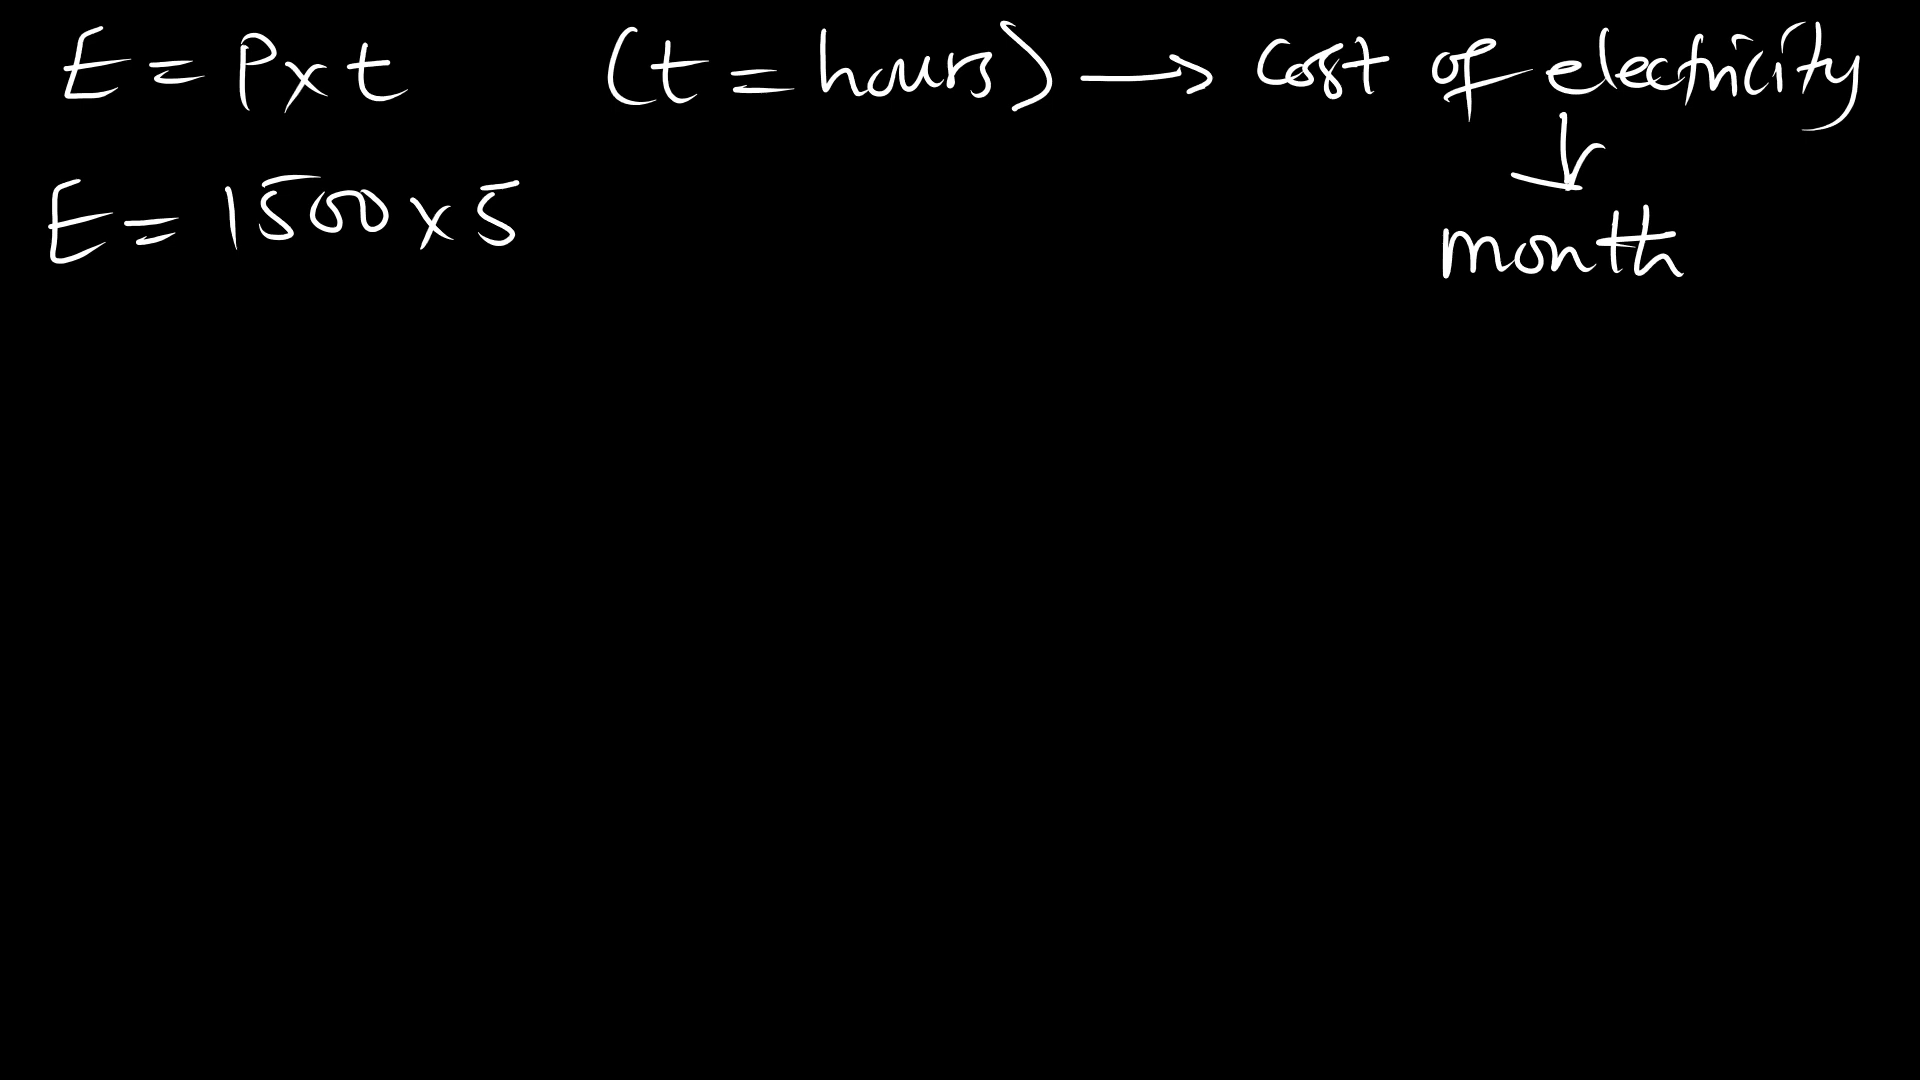 E = P x t (t = hours) → cost of electricity
↓
E = 1500 x 5
month